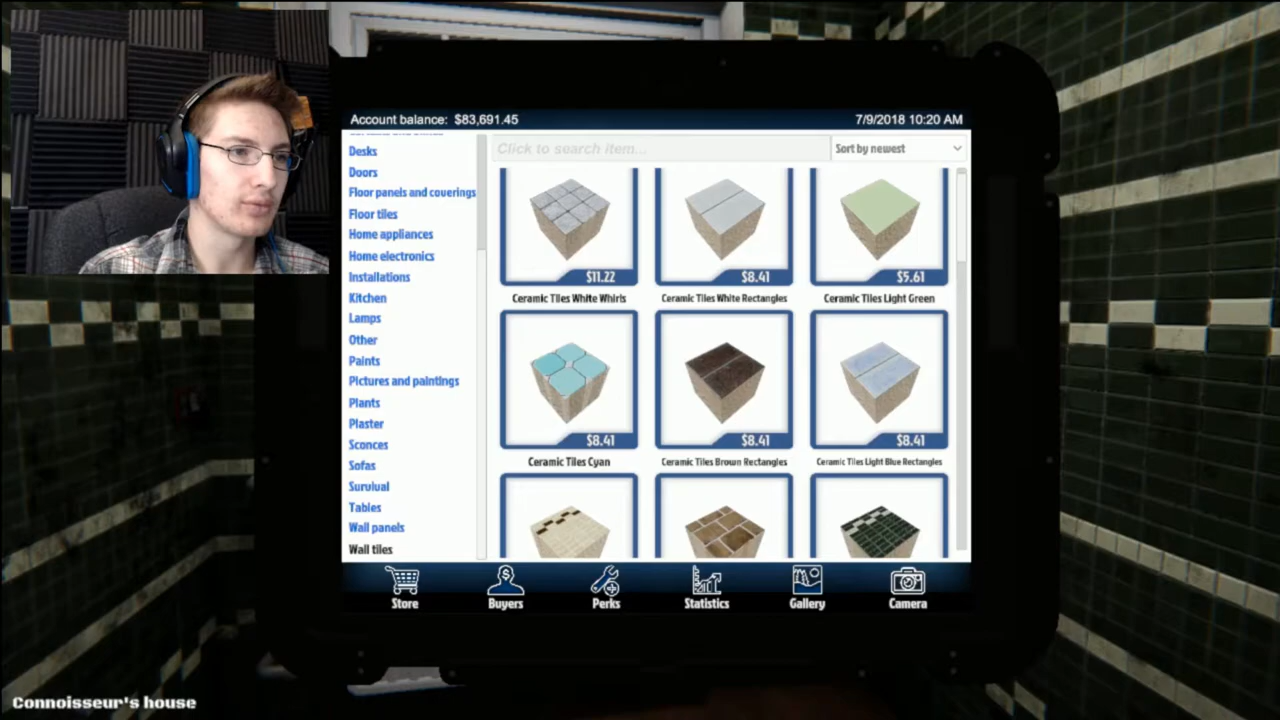 Account balance: $83,691.45
7/9/2018 10:20 AM
Desks
Doors
Floor panels and coverings
Floor tiles
Home appliances
Home electronics
Installations
Kitchen
Lamps
Other
Paints
Pictures and paintings
Plants
Plaster
Sconces
Sofas
Survival
Tables
Wall panels
Wall tiles
Click to search item...
Sort by newest
$11.22
$8.41
$5.61
Ceramic Tiles White Whirls
Ceramic Tiles White Rectangles
Ceramic Tiles Light Green
$8.41
$8.41
$8.41
Ceramic Tiles Cyan
Ceramic Tiles Brown Rectangles
Ceramic Tiles Light Blue Rectangles
Store
Buyers
Perks
Statistics
Gallery
Camera
Connoisseur's house